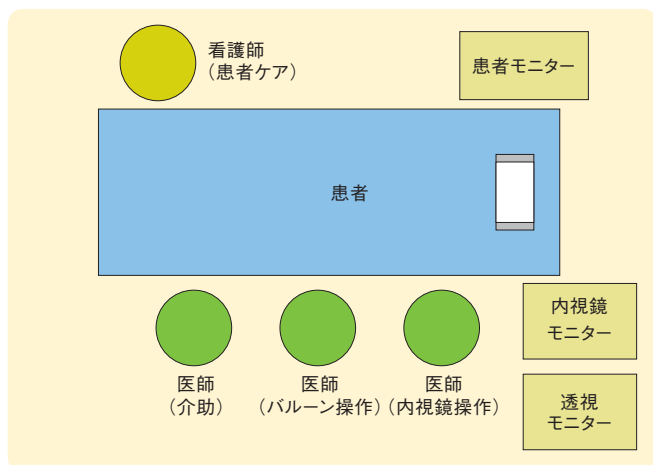 看護師
（患者ケア）
患者モニター
患者
内視鏡
モニター
医師
（介助）
医師
（バルーン操作）
医師
（内視鏡操作）
透視
モニター